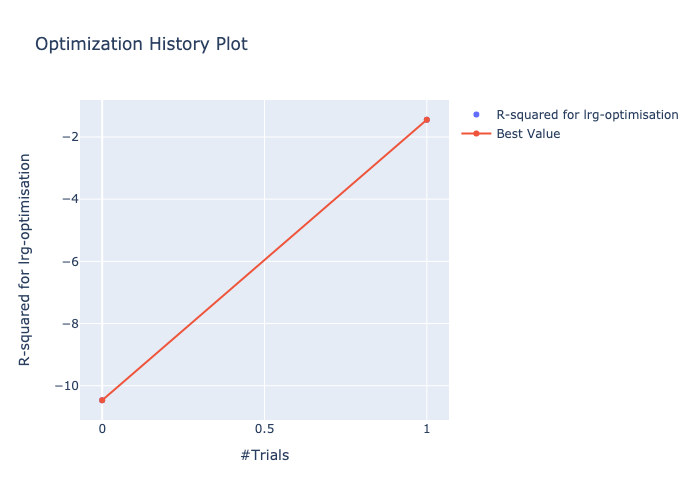 Optimization History Plot
R-squared for lrg-optimisation
Best Value
R-squared for lrg-optimisation
−2
−4
−6
−8
−10
0
0.5
1
#Trials